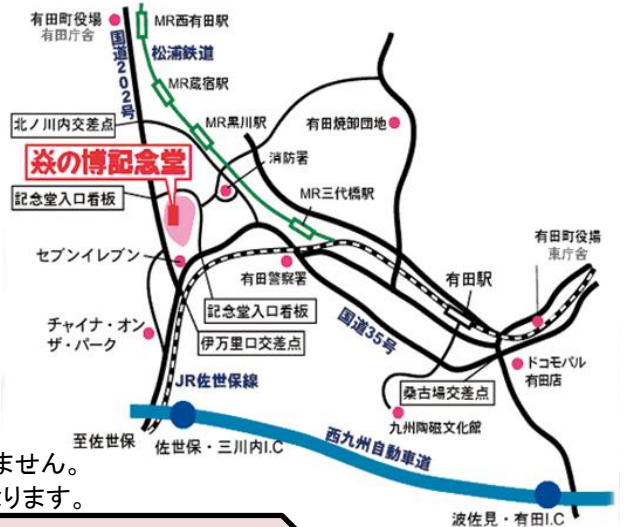 有田町役場
有田庁舎
MR西有田駅
国道202号
松浦鉄道
MR蔵宿駅
北ノ川内交差点
MR黒川駅
有田焼卸団地
炎の博記念堂
消防署
記念堂入口看板
MR三代橋駅
セブンイレブン
有田警察署
有田駅
有田町役場
東庁舎
記念堂入口看板
国道35号
チャイナ・オン
ザ・パーク
伊万里口交差点
JR佐世保線
桑古場交差点
ドコモパル
有田店
九州陶磁文化館
至佐世保
佐世保・三川内I.C
西九州自動車道
波佐見・有田I.C
ません。
ります。